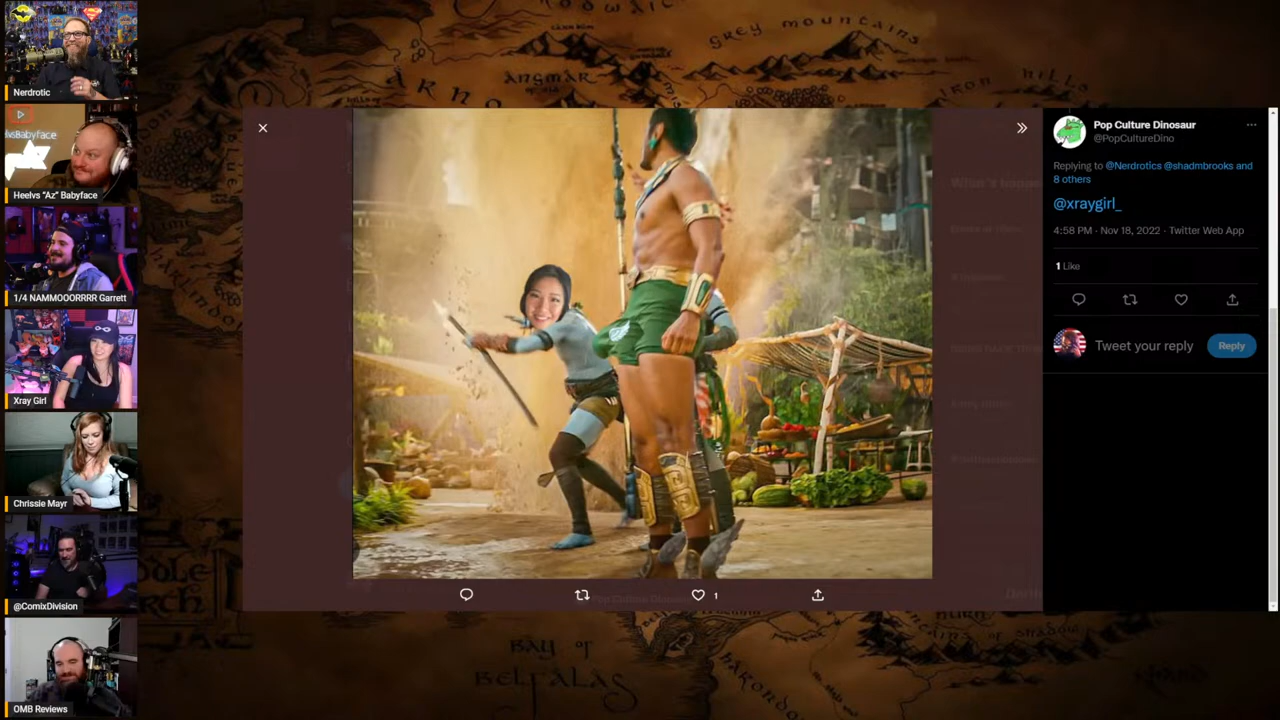 Nerdrotic
Heelvs "Az" Babyface
1/4 NAMMOOORRRR Garrett
Xray Girl
Chrissie Mayr
@ComixDivision
OMB Reviews
GREY MOUNTAINS
ANGMAR
IRON HILLS
BAY OF
BELFALAS
Pop Culture Dinosaur
@PopCultureDino
Replying to @Nerdrotics @shadmbrooks and
8 others
@xraygirl_
4:58 PM · Nov 18, 2022 · Twitter Web App
1 Like
Tweet your reply
Reply
1